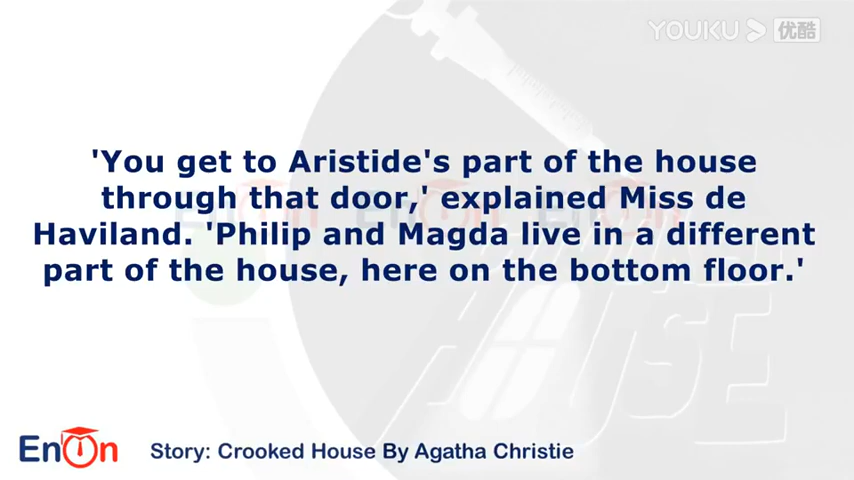 YOUKU 优酷
'You get to Aristide's part of the house
through that door,' explained Miss de
Haviland. 'Philip and Magda live in a different
part of the house, here on the bottom floor.'
HOUSE
EnOn
Story: Crooked House By Agatha Christie